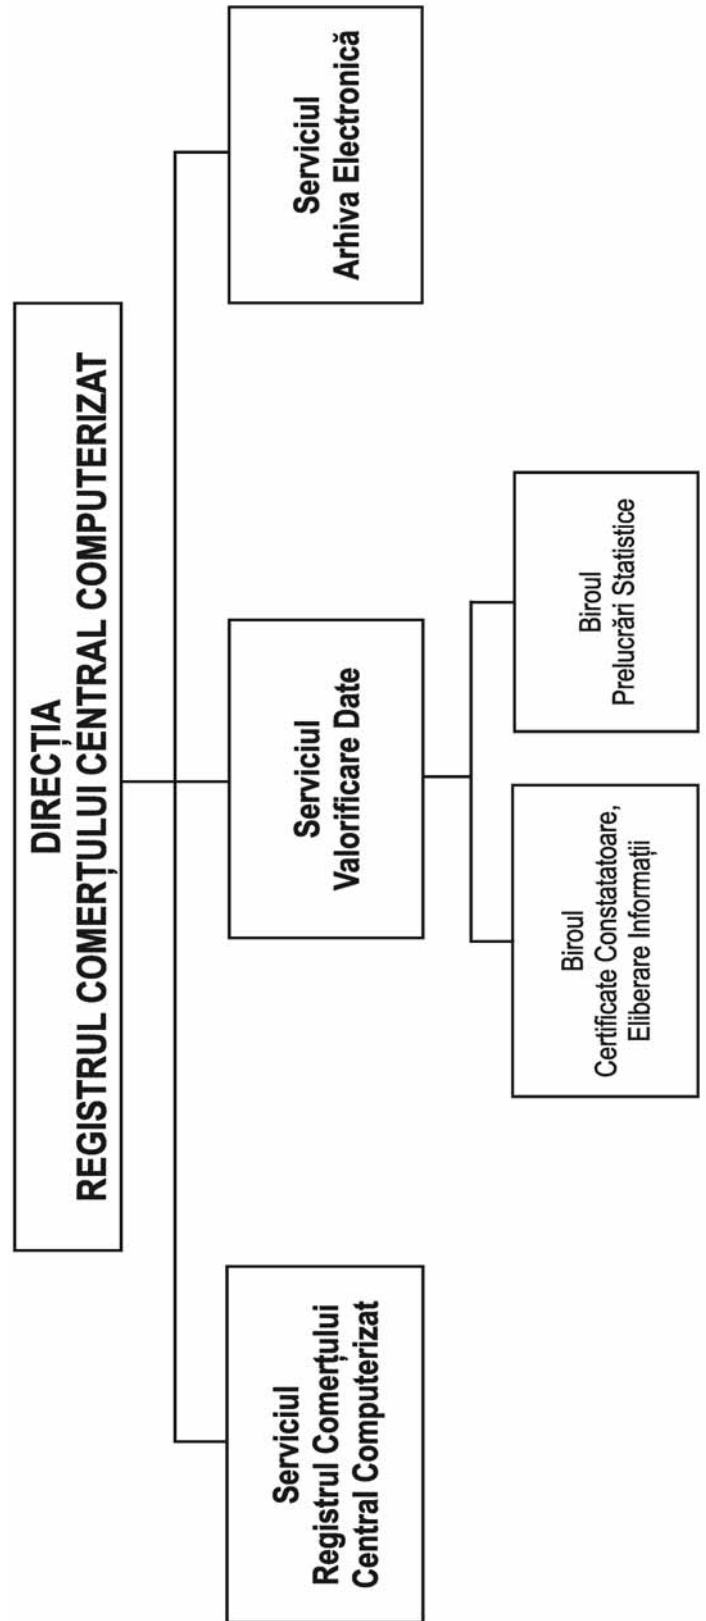 DIRECȚIA
REGISTRUL COMERȚULUI CENTRAL COMPUTERIZAT
Serviciul
Registrul Comerțului
Central Computerizat
Serviciul
Valorificare Date
Serviciul
Arhiva Electronică
Biroul
Certificate Constatatoare,
Eliberare Informații
Biroul
Prelucrări Statistice